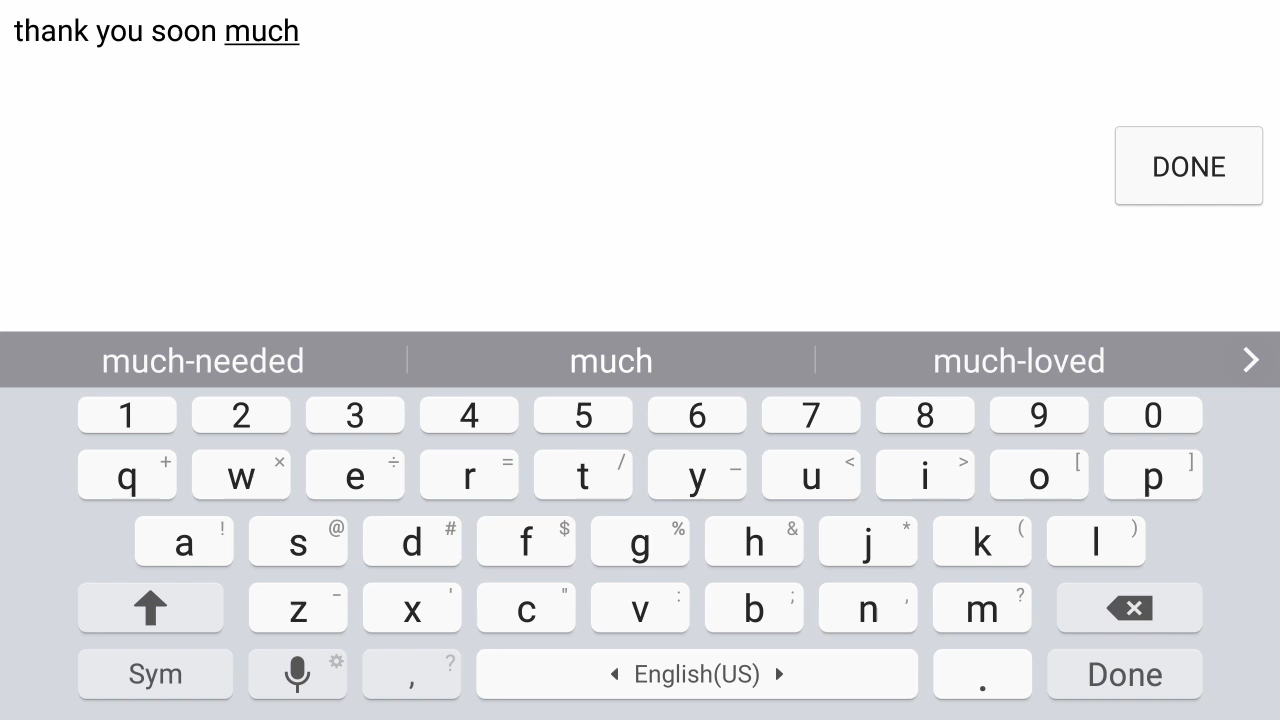 thank you soon much
DONE
much-needed much much-loved
1 2 3 4 5 6 7 8 9 0
q + w × e ÷ r = t / y _ u < i > o [ p ]
a ! s @ d # f $ g % h & j * k ( l )
z - x ' c " v : b ; n , m ?
Sym , ? English(US) . Done